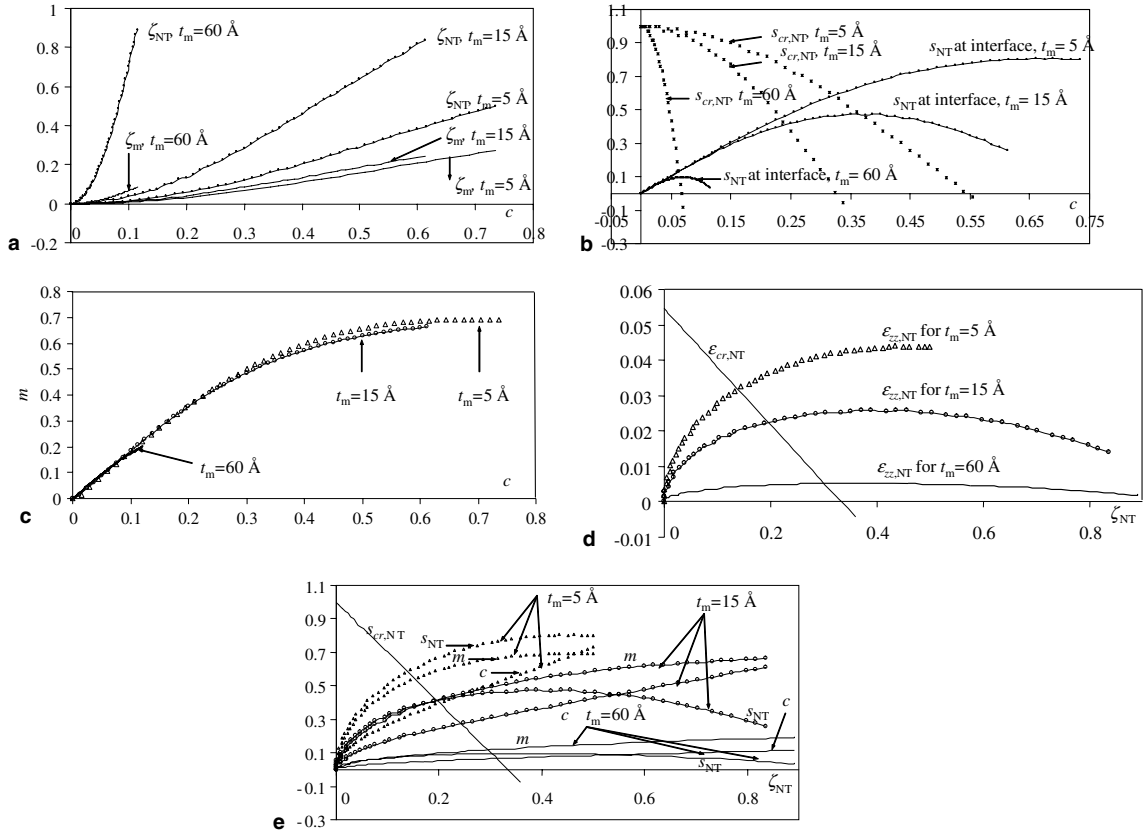 1
0.8
0.6
0.4
0.2
0
-0.2
0
0.1
0.2
0.3
0.4
0.5
0.6
0.7
0.8
c
ζNT, tm=60 Å
ζNT, tm=15 Å
ζNT, tm=5 Å
ζm, tm=60 Å
ζm, tm=15 Å
ζm, tm=5 Å
a
1.1
0.9
0.7
0.5
0.3
0.1
-0.1
-0.3
-0.05
0.05
0.15
0.25
0.35
0.45
0.55
0.65
0.75
c
scr,NT, tm=5 Å
scr,NT, tm=15 Å
sNT at interface, tm= 5 Å
scr,NT, tm=60 Å
sNT at interface, tm= 15 Å
sNT at interface, tm= 60 Å
b
0.8
0.7
0.6
0.5
0.4
0.3
0.2
0.1
0
m
0
0.1
0.2
0.3
0.4
0.5
0.6
0.7
0.8
c
tm=15 Å
tm=5 Å
tm=60 Å
c
0.06
0.05
0.04
0.03
0.02
0.01
0
-0.01
0
0.2
0.4
0.6
0.8
ζNT
εcr,NT
εzz,NT for tm=5 Å
εzz,NT for tm=15 Å
εzz,NT for tm=60 Å
d
1.1
0.9
0.7
0.5
0.3
0.1
-0.1
-0.3
0
0.2
0.4
0.6
0.8
ζNT
scr,NT
tm=5 Å
tm=15 Å
sNT
m
c
m
c
sNT
tm=60 Å
c
m
sNT
e